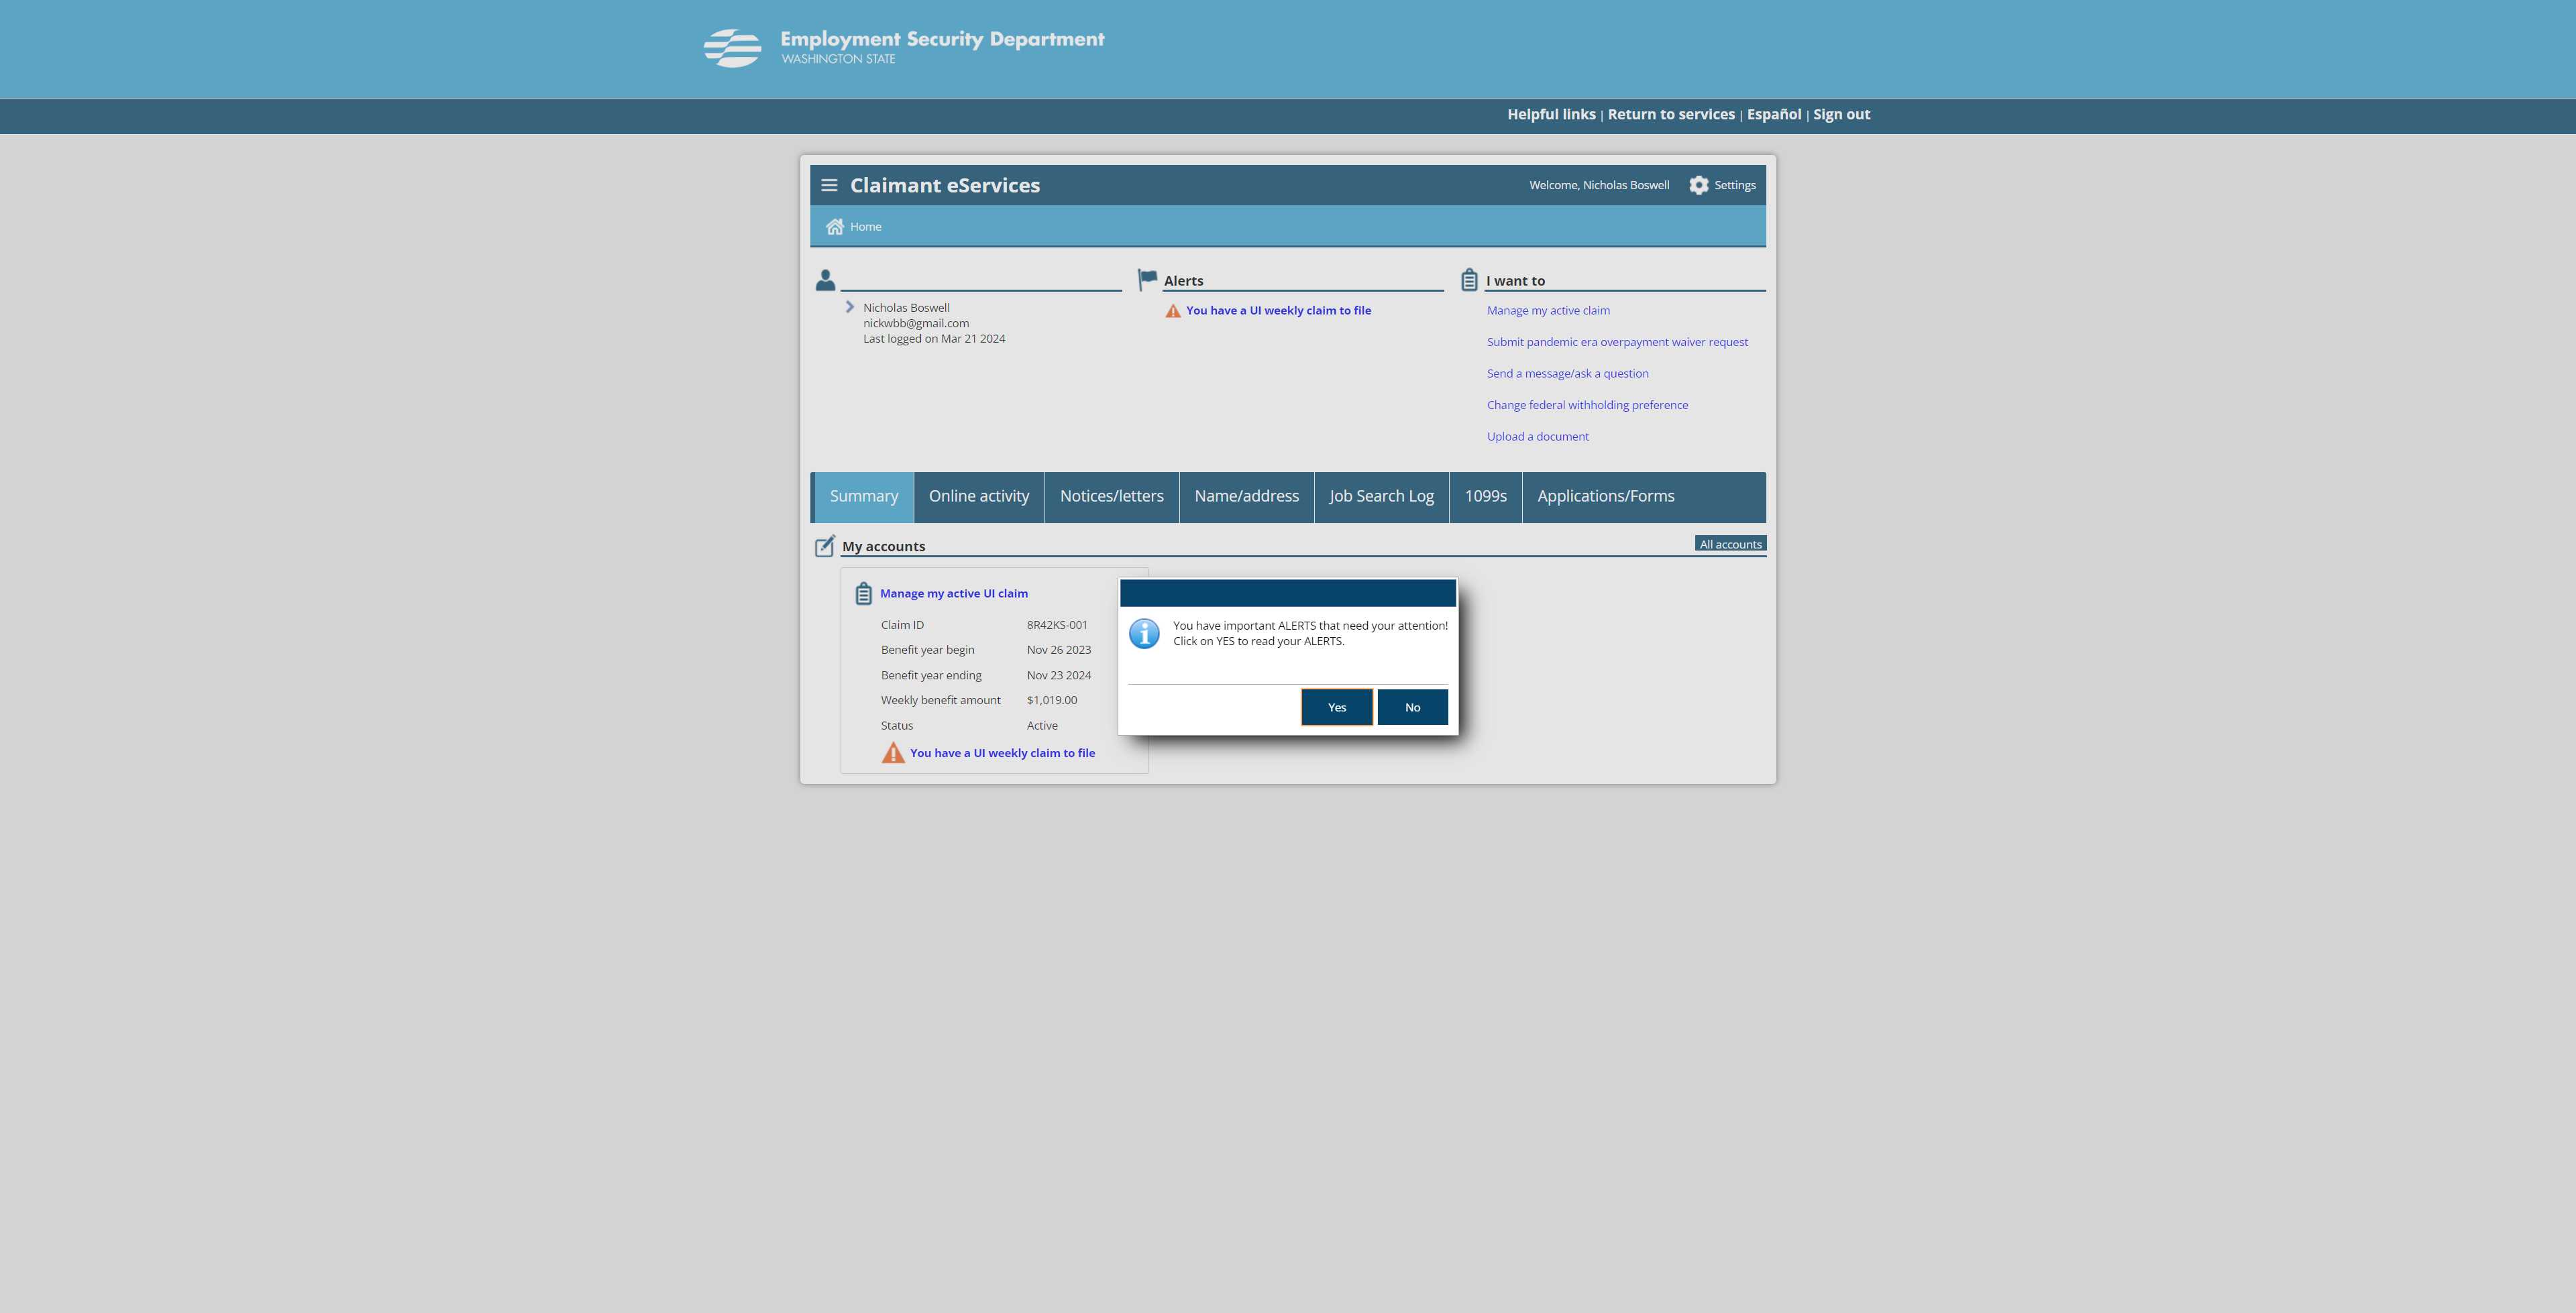 Employment Security Department
WASHINGTON STATE
Helpful links | Return to services | Español | Sign out
Claimant eServices
Welcome, Nicholas Boswell
Settings
Home
Nicholas Boswell
nickwbb@gmail.com
Last logged on Mar 21 2024
Alerts
You have a UI weekly claim to file
I want to
Manage my active claim
Submit pandemic era overpayment waiver request
Send a message/ask a question
Change federal withholding preference
Upload a document
Summary
Online activity
Notices/letters
Name/address
Job Search Log
1099s
Applications/Forms
My accounts
All accounts
Manage my active UI claim
Claim ID 8R42KS-001
Benefit year begin Nov 26 2023
Benefit year ending Nov 23 2024
Weekly benefit amount $1,019.00
Status Active
You have a UI weekly claim to file
You have important ALERTS that need your attention!
Click on YES to read your ALERTS.
Yes
No